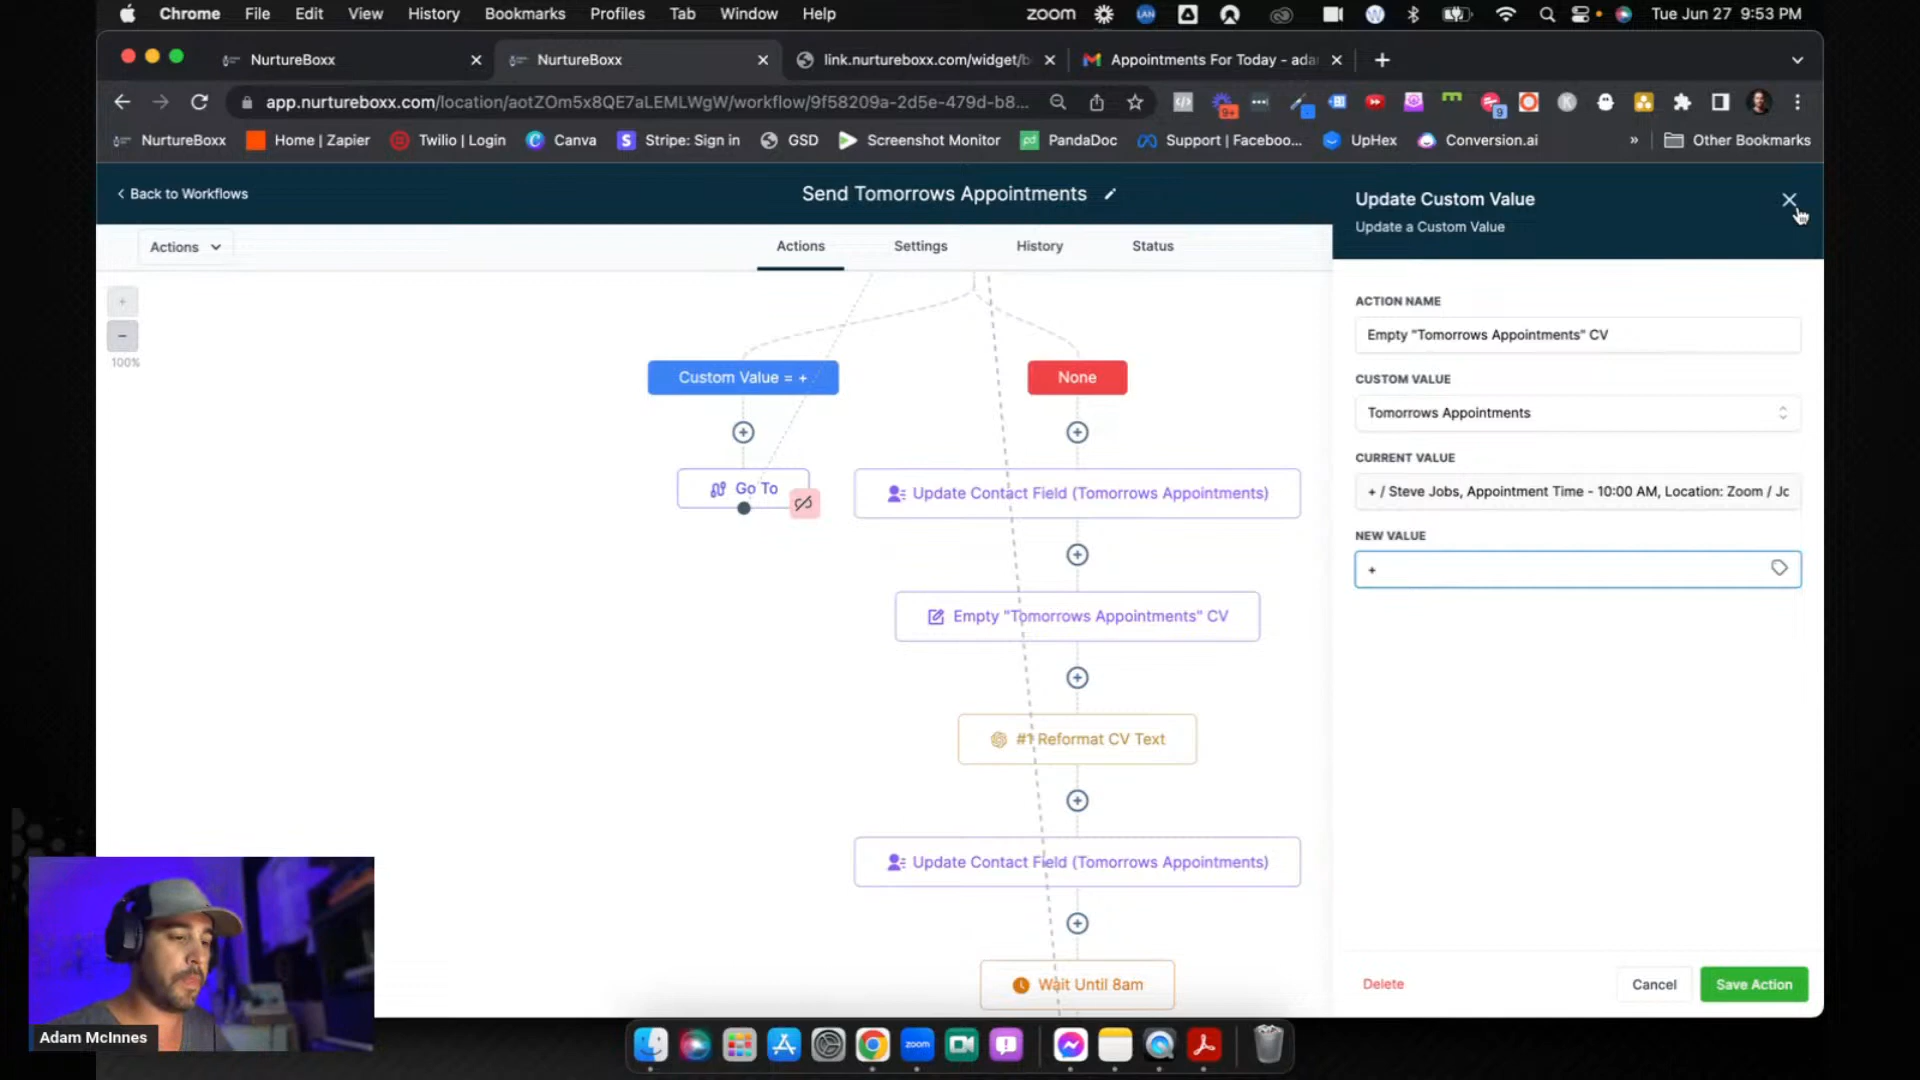 Chrome File Edit View History Bookmarks Profiles Tab Window Help zoom LAN Tue Jun 27 9:53 PM
NurtureBoxx NurtureBoxx link.nurtureboxx.com/widget/b Appointments For Today - ada
app.nurtureboxx.com/location/aotZOm5x8QE7aLEMLWgW/workflow/9f58209a-2d5e-479d-b8... 9+ 9
NurtureBoxx Home | Zapier Twilio | Login Canva Stripe: Sign in GSD Screenshot Monitor pd PandaDoc Support | Faceboo... UpHex Conversion.ai » Other Bookmarks
Back to Workflows
Send Tomorrows Appointments
Update Custom Value
Update a Custom Value
Actions
Actions Settings History Status
100%
Custom Value = +
None
Go To
Update Contact Field (Tomorrows Appointments)
Empty "Tomorrows Appointments" CV
#1 Reformat CV Text
Update Contact Field (Tomorrows Appointments)
Wait Until 8am
ACTION NAME
Empty "Tomorrows Appointments" CV
CUSTOM VALUE
Tomorrows Appointments
CURRENT VALUE
+ / Steve Jobs, Appointment Time - 10:00 AM, Location: Zoom / Jo
NEW VALUE
+
Delete Cancel Save Action
Adam McInnes
zoom